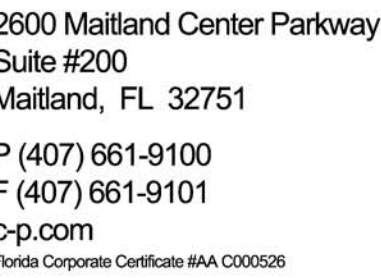 2600 Maitland Center Parkway
Suite #200
Maitland, FL 32751
P (407) 661-9100
F (407) 661-9101
c-p.com
Florida Corporate Certificate #AA C000526